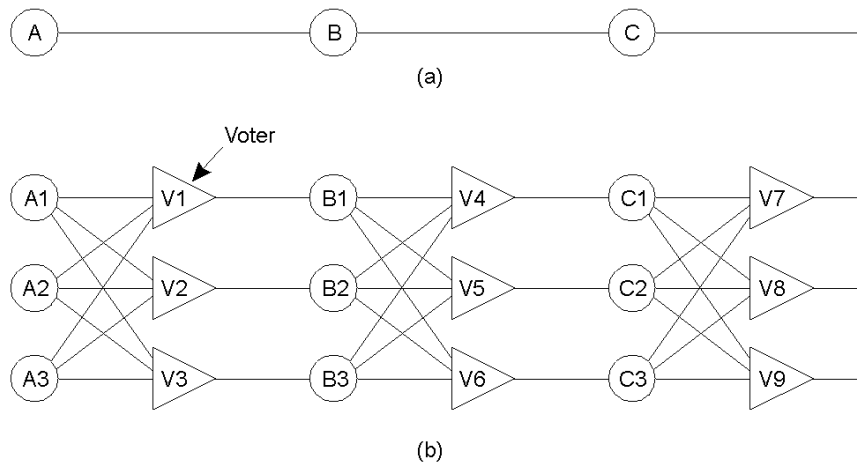 A B C
(a)
Voter
A1 V1 B1 V4 C1 V7
A2 V2 B2 V5 C2 V8
A3 V3 B3 V6 C3 V9
(b)